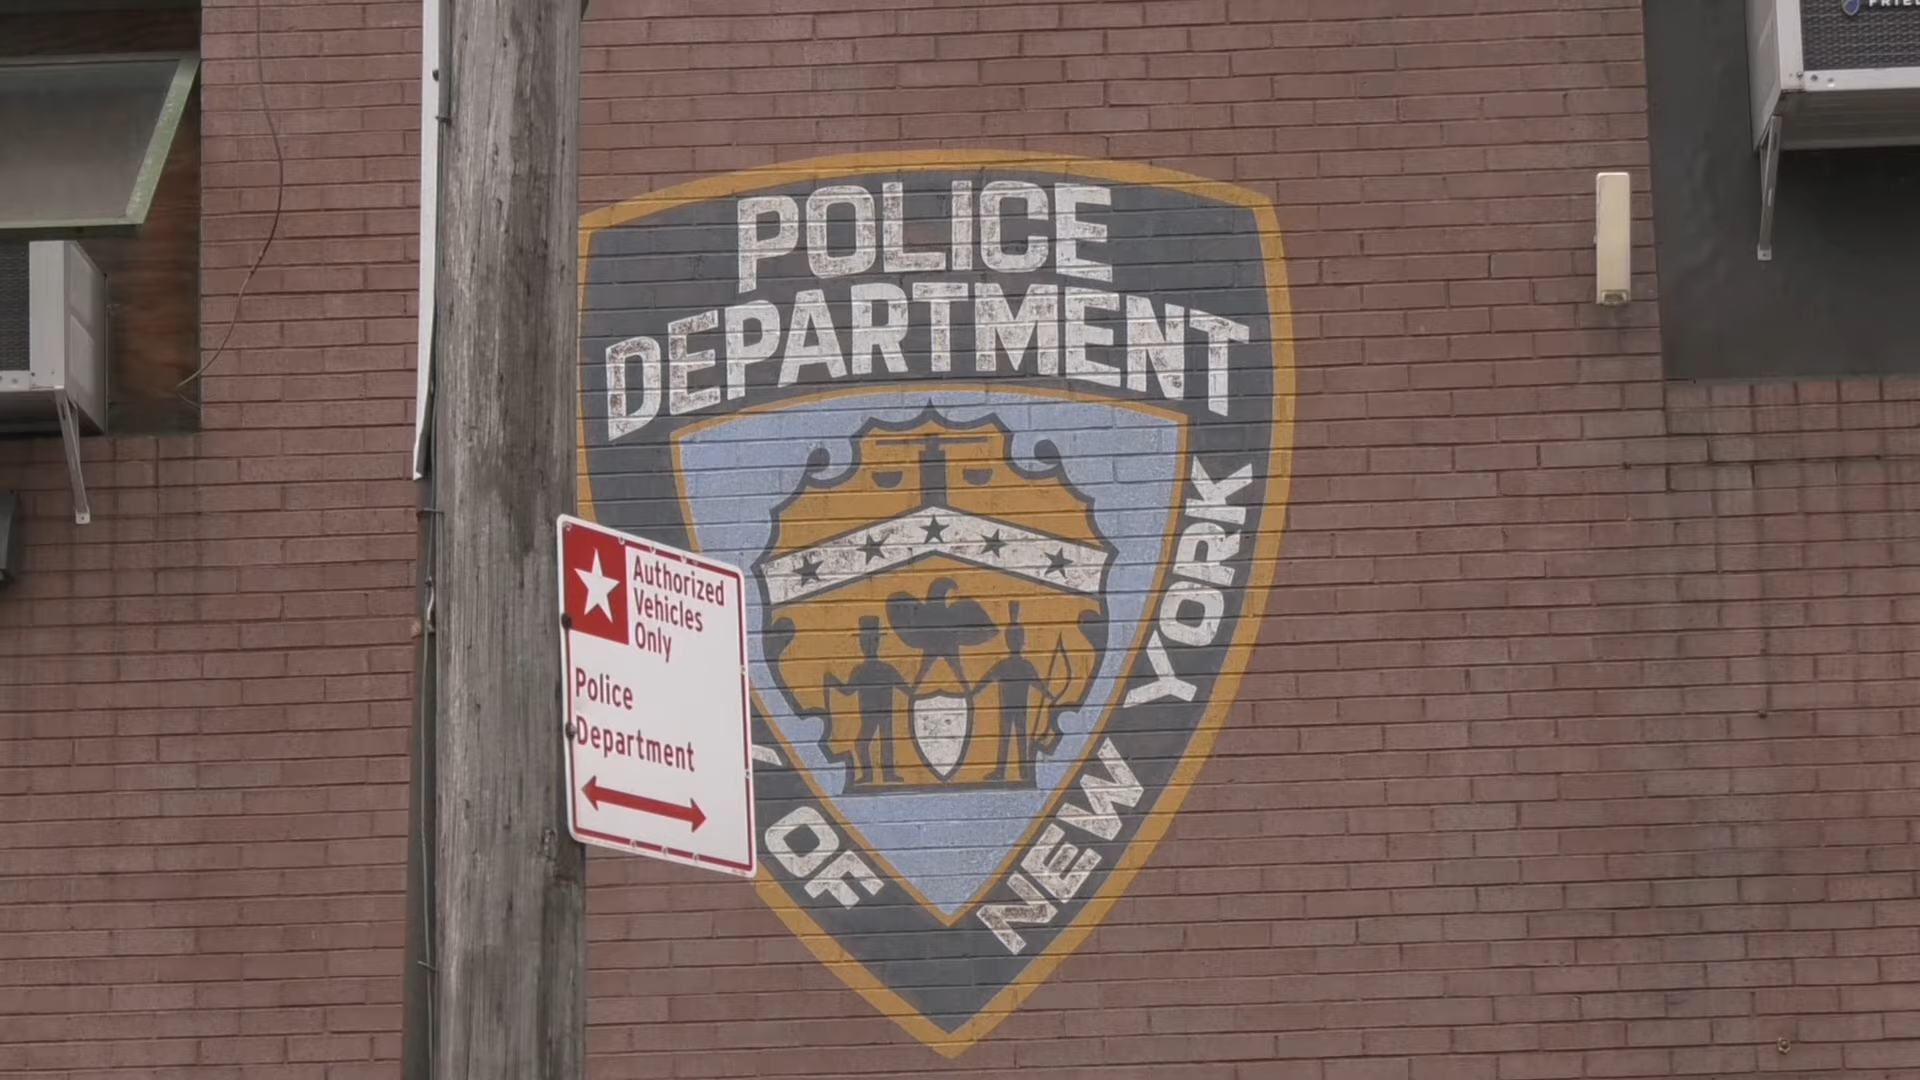 POLICE
DEPARTMENT
OF
NEW YORK
Authorized
Vehicles
Only
Police
Department